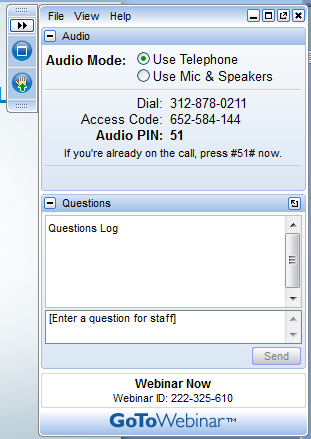 File View Help
Audio
Audio Mode: Use Telephone
Use Mic & Speakers
Dial: 312-878-0211
Access Code: 652-584-144
Audio PIN: 51
If you're already on the call, press #51# now.
Questions
Questions Log
[Enter a question for staff]
Send
Webinar Now
Webinar ID: 222-325-610
GoToWebinar™